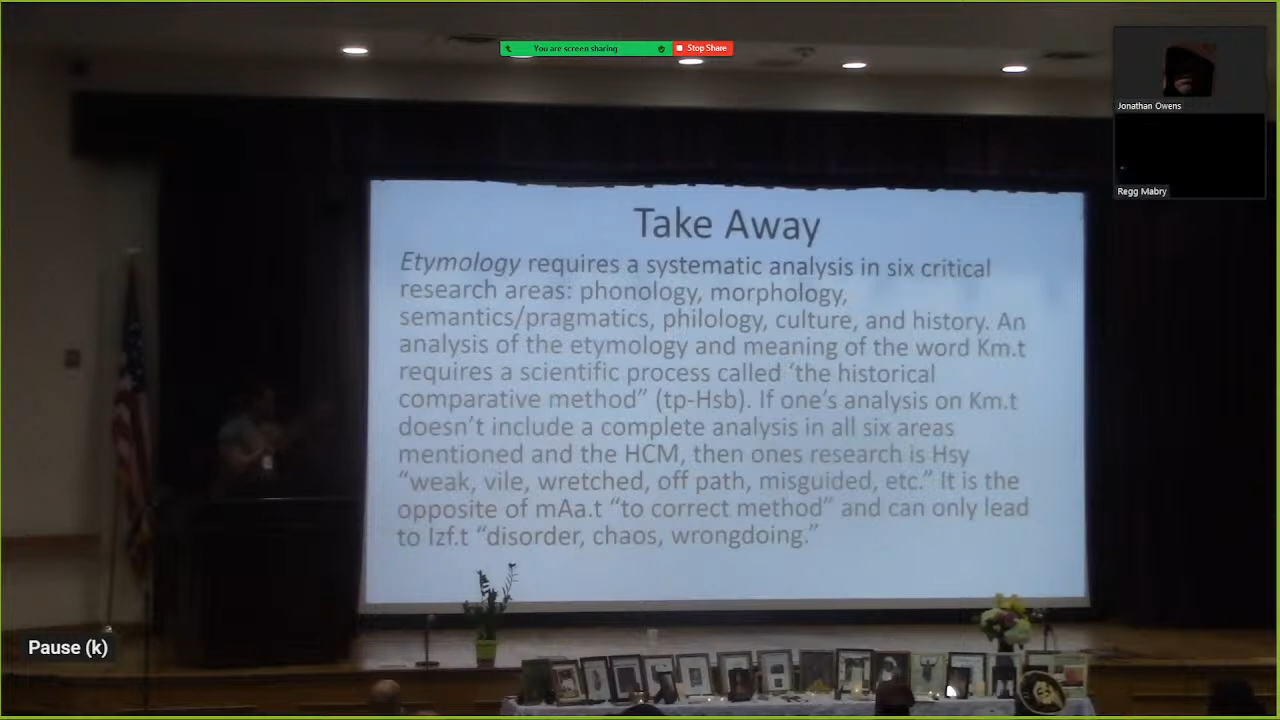 You are screen sharing
Stop Share
Jonathan Owens
Regg Mabry
Take Away
Etymology requires a systematic analysis in six critical
research areas: phonology, morphology,
semantics/pragmatics, philology, culture, and history. An
analysis of the etymology and meaning of the word Km.t
requires a scientific process called ‘the historical
comparative method” (tp-Hsb). If one’s analysis on Km.t
doesn’t include a complete analysis in all six areas
mentioned and the HCM, then ones research is Hsy
“weak, vile, wretched, off path, misguided, etc.” It is the
opposite of mAa.t “to correct method” and can only lead
to Izf.t “disorder, chaos, wrongdoing.”
Pause (k)